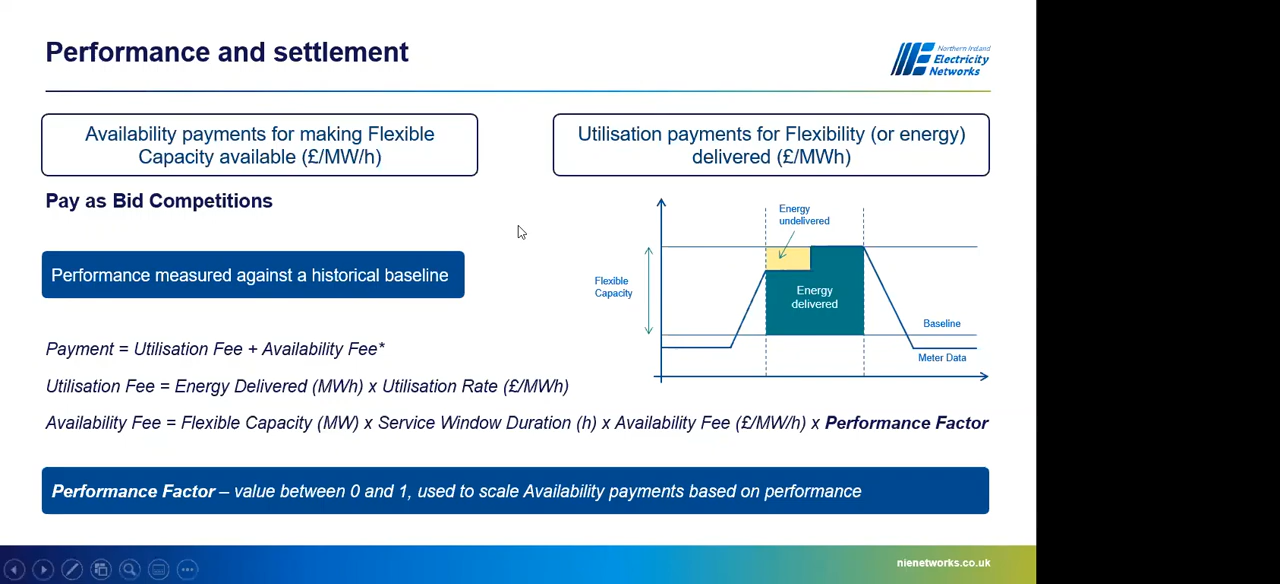 Performance and settlement
Northern Ireland
Electricity
Networks
Availability payments for making Flexible
Capacity available (£/MW/h)
Utilisation payments for Flexibility (or energy)
delivered (£/MWh)
Pay as Bid Competitions
Performance measured against a historical baseline
Energy
undelivered
Flexible
Capacity
Energy
delivered
Baseline
Meter Data
Payment = Utilisation Fee + Availability Fee*
Utilisation Fee = Energy Delivered (MWh) x Utilisation Rate (£/MWh)
Availability Fee = Flexible Capacity (MW) x Service Window Duration (h) x Availability Fee (£/MW/h) x Performance Factor
Performance Factor – value between 0 and 1, used to scale Availability payments based on performance
nienetworks.co.uk